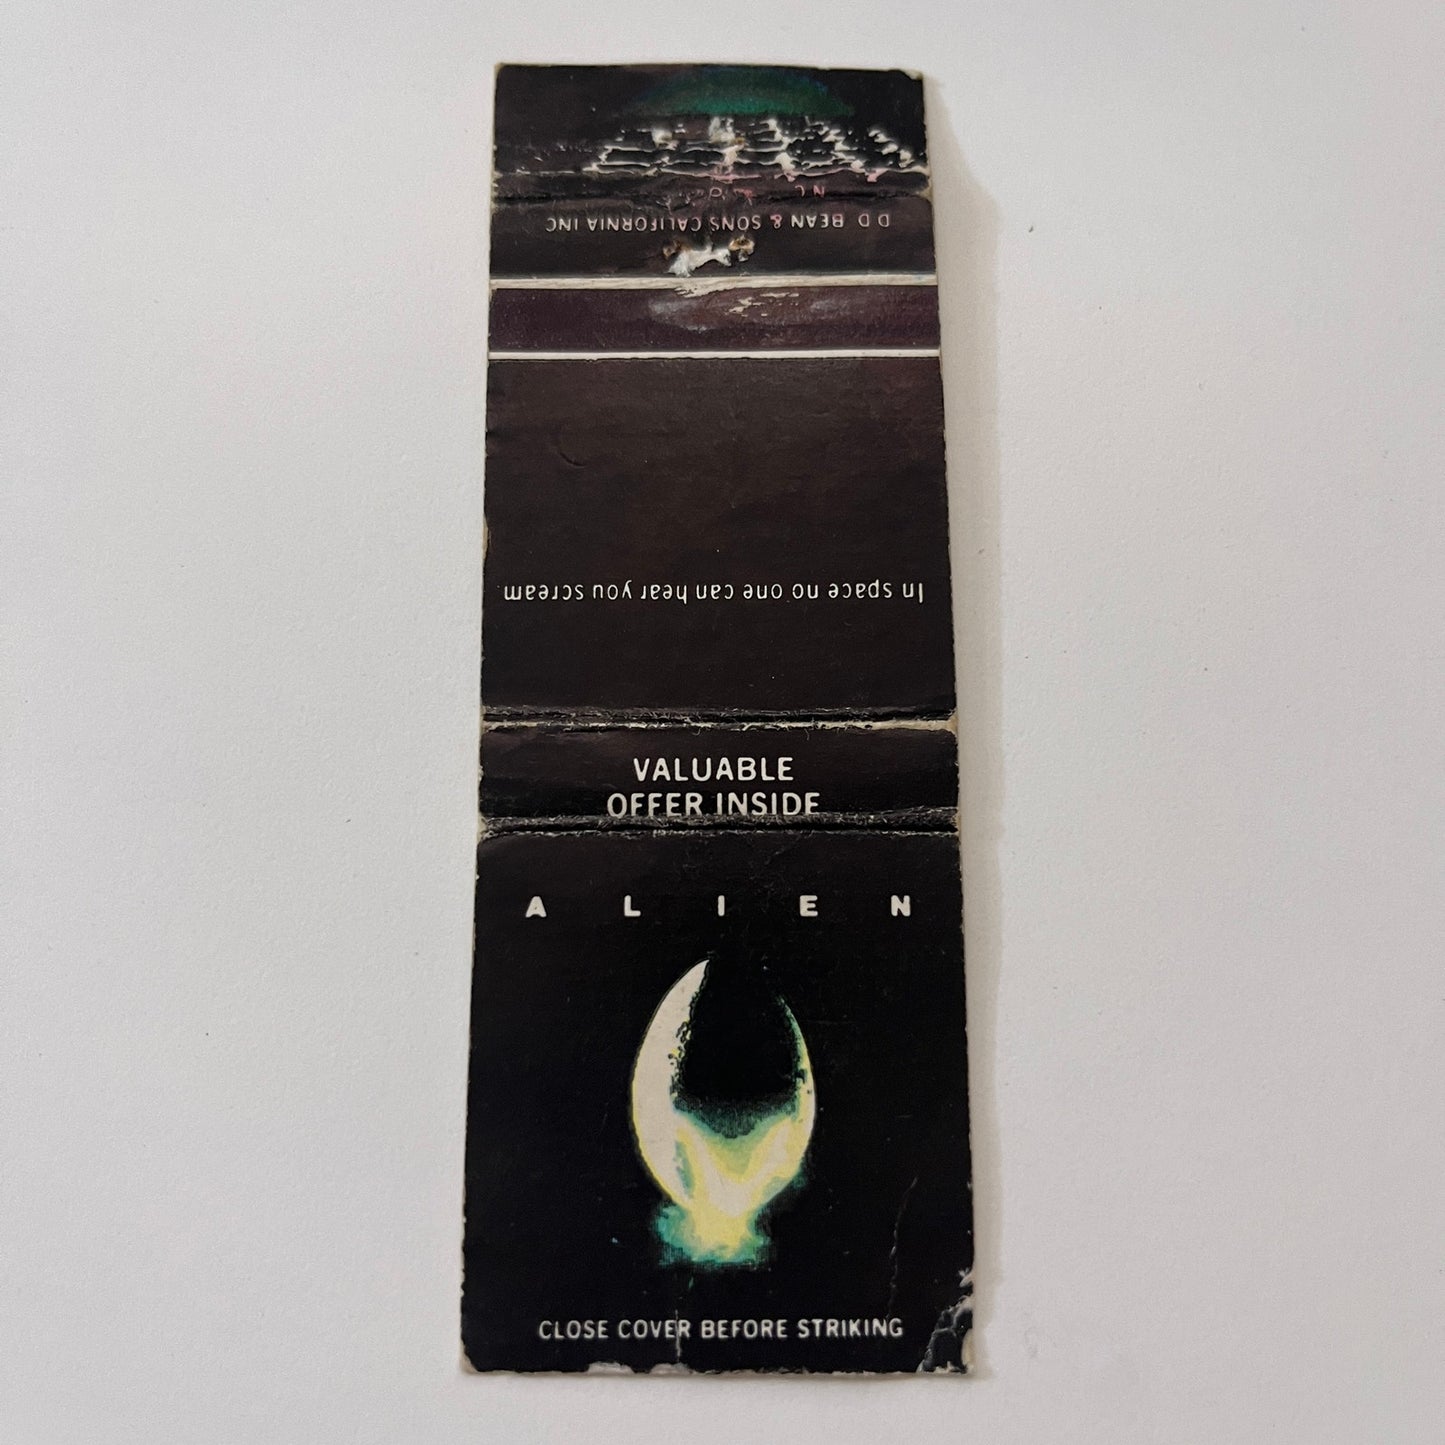 D D BEAN & SONS CALIFORNIA INC
In space no one can hear you scream.
VALUABLE
OFFER INSIDE
ALIEN
CLOSE COVER BEFORE STRIKING